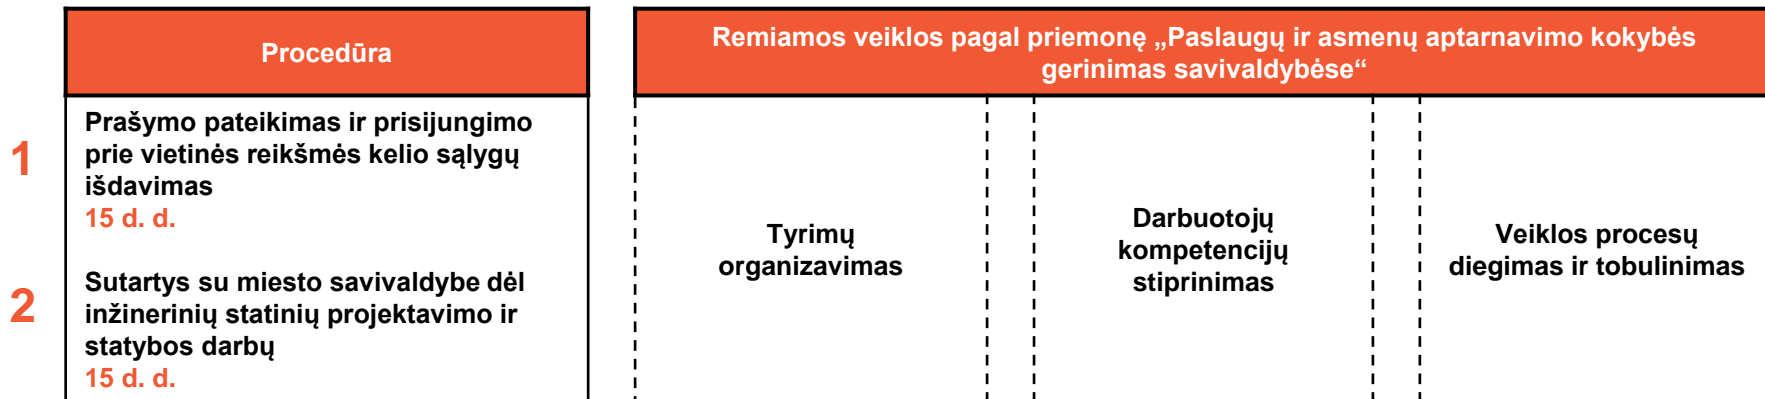 Procedūra
Remiamos veiklos pagal priemonę „Paslaugų ir asmenų aptarnavimo kokybės
gerinimas savivaldybėse“
1
Prašymo pateikimas ir prisijungimo
prie vietinės reikšmės kelio sąlygų
išdavimas
15 d. d.
2
Sutartys su miesto savivaldybe dėl
inžinerinių statinių projektavimo ir
statybos darbų
15 d. d.
Tyrimų
organizavimas
Darbuotojų
kompetencijų
stiprinimas
Veiklos procesų
diegimas ir tobulinimas